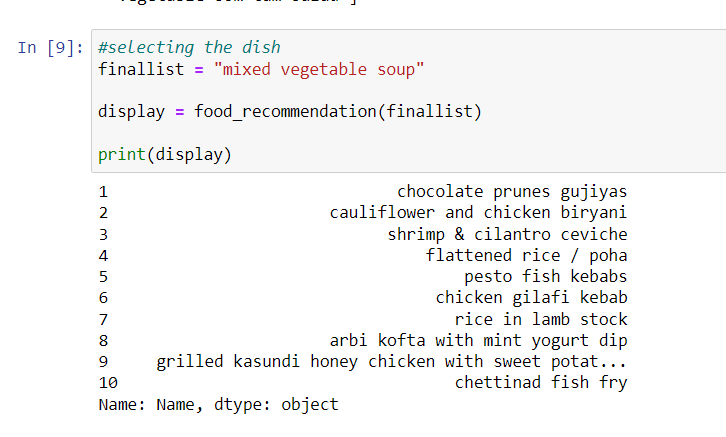 In [9]: #selecting the dish
finallist = "mixed vegetable soup"
display = food_recommendation(finallist)
print(display)
1 chocolate prunes gujiyas
2 cauliflower and chicken biryani
3 shrimp & cilantro ceviche
4 flattened rice / poha
5 pesto fish kebabs
6 chicken gilafi kebab
7 rice in lamb stock
8 arbi kofta with mint yogurt dip
9 grilled kasundi honey chicken with sweet potat...
10 chettinad fish fry
Name: Name, dtype: object